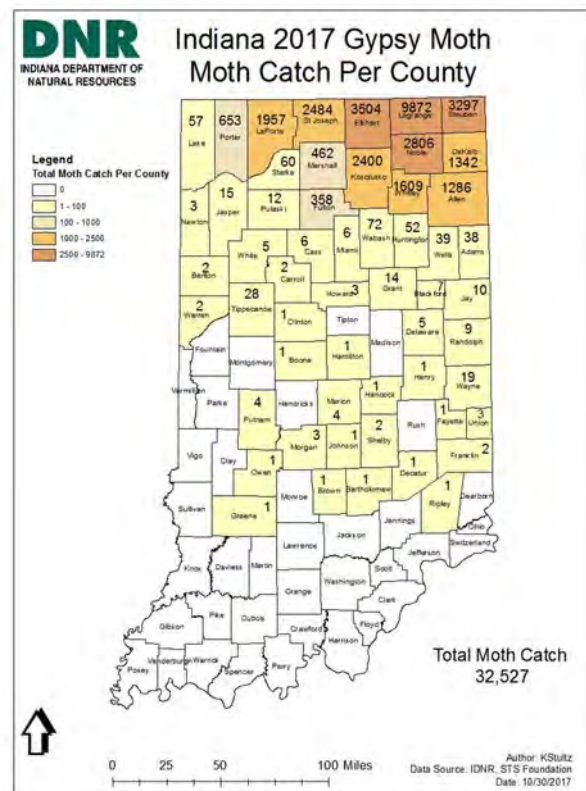 DNR
INDIANA DEPARTMENT OF
NATURAL RESOURCES
Indiana 2017 Gypsy Moth
Moth Catch Per County
Legend
Total Moth Catch Per County
0
1 - 100
100 - 1000
1000 - 2500
2500 - 9872
57
Lake
653
Porter
1957
LaPorte
2484
St Joseph
3504
Elkhart
9872
Lagrange
3297
Steuben
60
Starke
462
Marshall
2400
Kosciusko
2806
Noble
DeKalb
1342
3
Newton
15
Jasper
12
Pulaski
358
Fulton
1609
Whitley
1286
Allen
5
White
6
Cass
6
Miami
72
Wabash
52
Huntington
39
Wells
38
Adams
2
Benton
2
Carroll
Howard 3
14
Grant
7
Blackford
10
Jay
2
Warren
28
Tippecanoe
1
Clinton
Tipton
Madison
5
Delaware
9
Randolph
Fountain
Montgomery
1
Boone
1
Hamilton
1
Henry
19
Wayne
Vermillion
Parke
4
Putnam
Hendricks
Marion
4
1
Hancock
Rush
1
Fayette
3
Union
Vigo
Clay
1
Owen
3
Morgan
1
Johnson
2
Shelby
1
Decatur
2
Franklin
Sullivan
Greene 1
Monroe
1
Brown
1
Bartholomew
Jennings
1
Ripley
Dearborn
Ohio
Switzerland
Knox
Daviess
Martin
Lawrence
Jackson
Jefferson
Scott
Washington
Orange
Clark
Gibson
Pike
Dubois
Crawford
Floyd
Harrison
Posey
Vanderburgh
Warrick
Spencer
Perry
Total Moth Catch
32,527
0 25 50 100 Miles
Author: KStultz
Data Source: IDNR, STS Foundation
Date: 10/30/2017